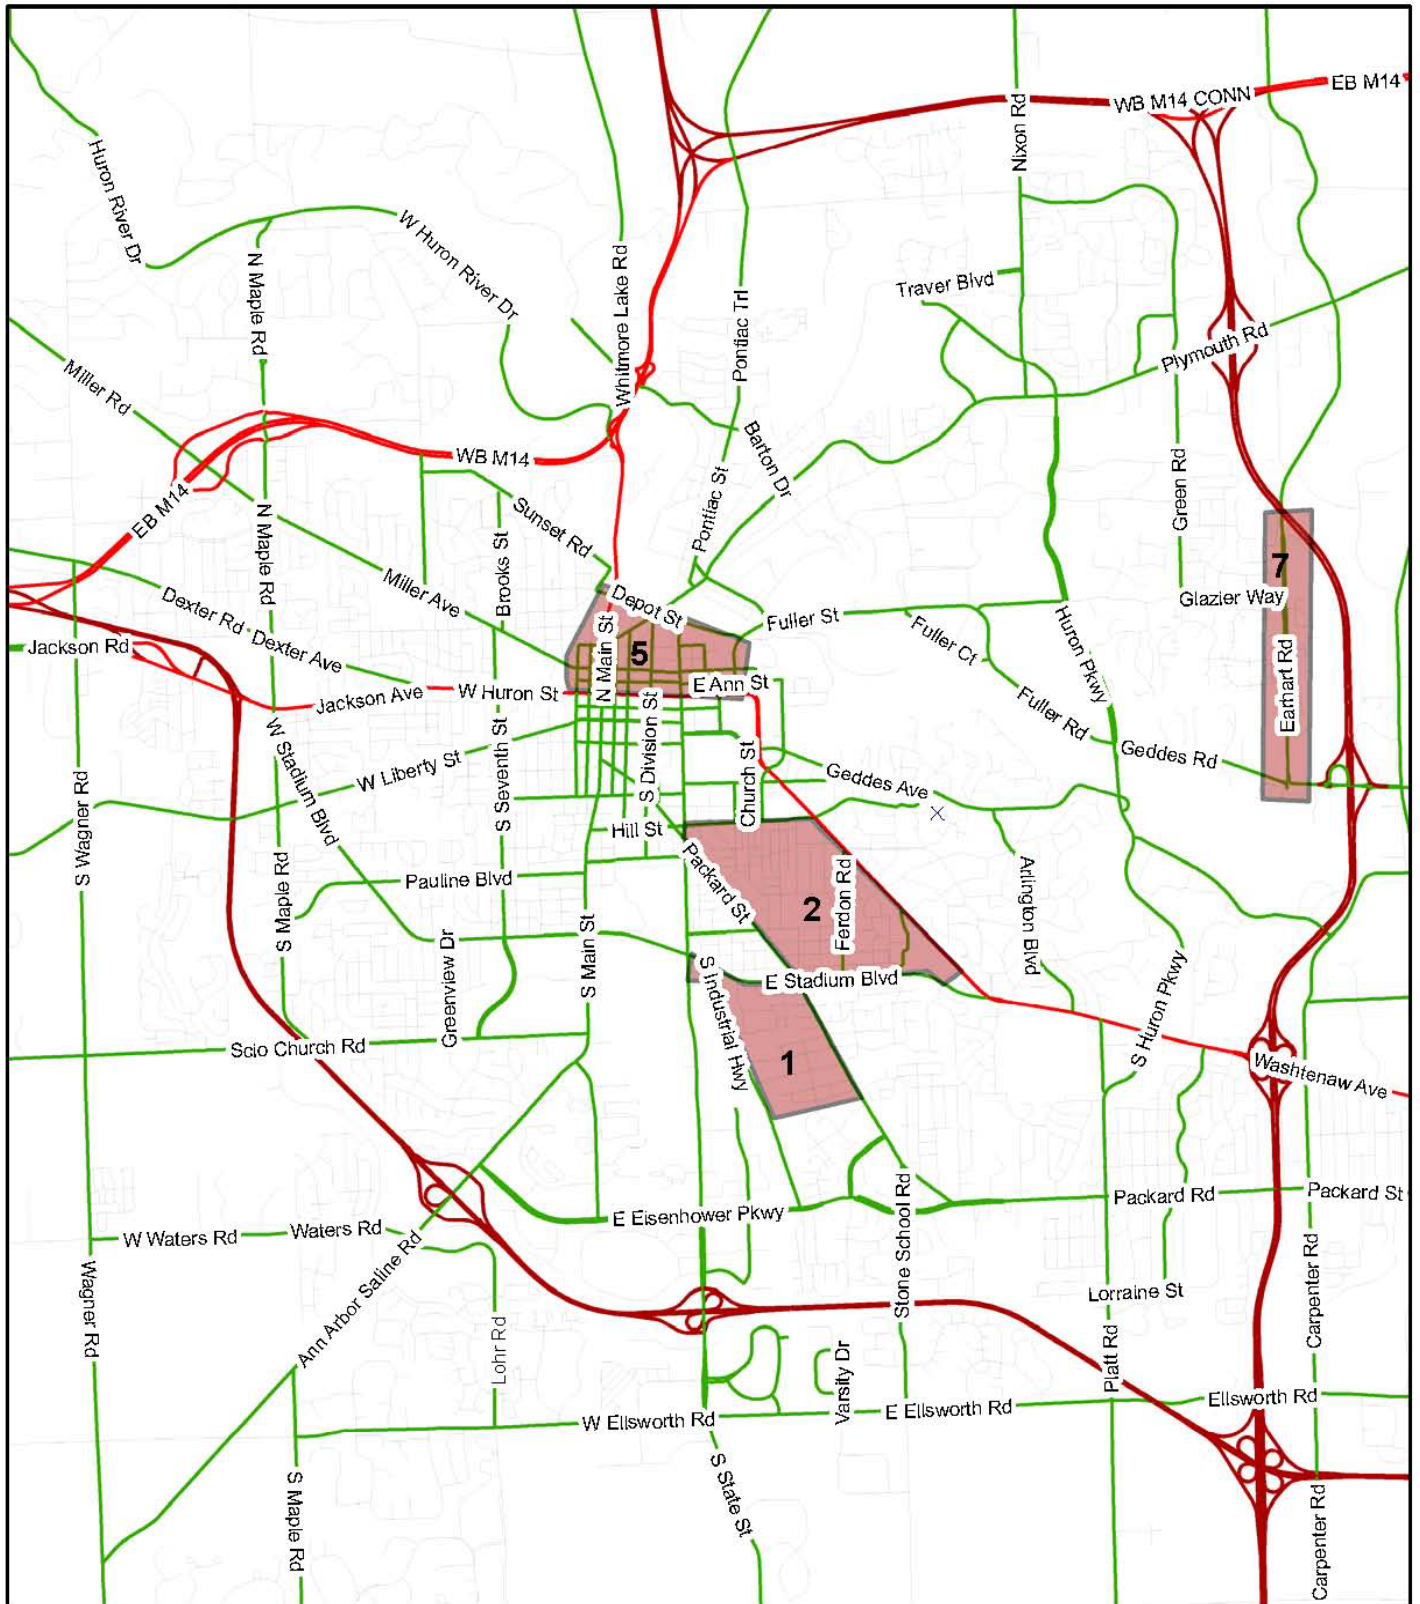 EB M14
WB M14 CONN
Nixon Rd
Huron River Dr
W Huron River Dr
N Maple Rd
Whitmore Lake Rd
Pontiac Trl
Traver Blvd
Plymouth Rd
Miller Rd
WB M14
Barton Dr
EB M14
N Maple Rd
Sunset Rd
Pontiac St
Green Rd
Brooks St
Miller Ave
Depot St
7
Glazier Way
Dexter Rd
Dexter Ave
Fuller St
Fuller Ct
Huron Pkwy
Jackson Rd
N Main St
5
E Ann St
Earhart Rd
Jackson Ave
W Huron St
Fuller Rd
Geddes Rd
W Stadium Blvd
W Liberty St
S Seventh St
S Division St
Church St
Geddes Ave
S Wagner Rd
Hill St
S Maple Rd
Pauline Blvd
Packard St
2
Ferdon Rd
Arlington Blvd
Greenview Dr
S Main St
S Industrial Hwy
E Stadium Blvd
S Huron Pkwy
Scio Church Rd
1
Washtenaw Ave
W Waters Rd
Waters Rd
E Eisenhower Pkwy
Stone School Rd
Packard Rd
Packard St
Wagner Rd
Ann Arbor Saline Rd
Lohr Rd
Lorraine St
Carpenter Rd
Varsity Dr
Platt Rd
W Ellsworth Rd
E Ellsworth Rd
Ellsworth Rd
S Maple Rd
S State St
Carpenter Rd